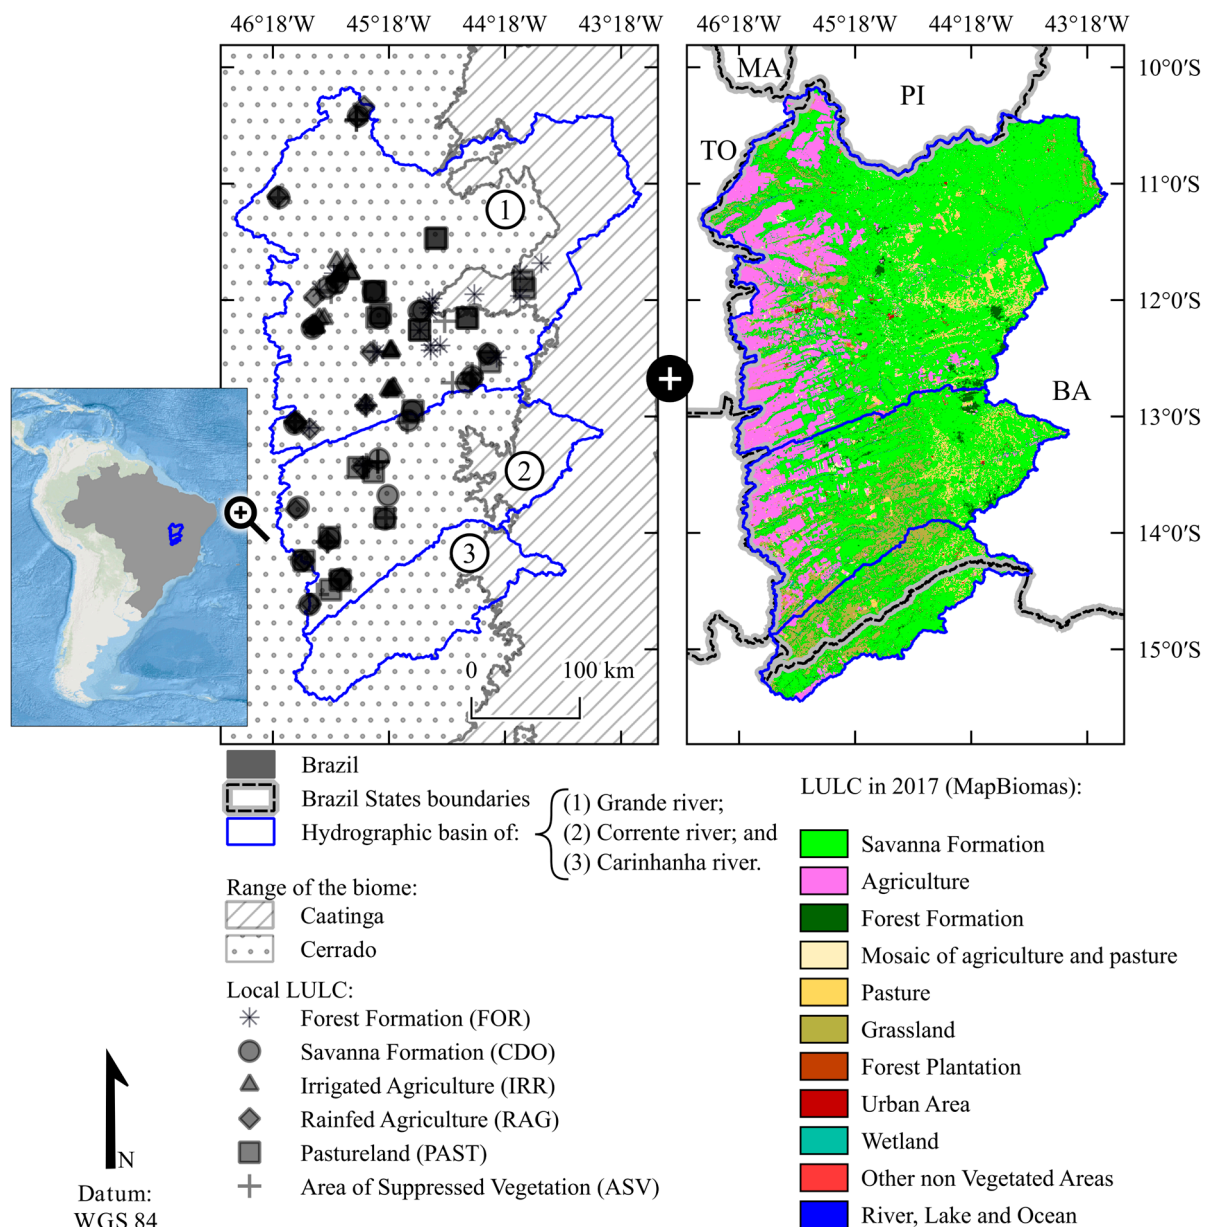 46°18'W 45°18'W 44°18'W 43°18'W
46°18'W 45°18'W 44°18'W 43°18'W
MA
PI
TO
BA
10°0'S
11°0'S
12°0'S
13°0'S
14°0'S
15°0'S
1
2
3
0 100 km
Brazil
Brazil States boundaries
Hydrographic basin of:
(1) Grande river;
(2) Corrente river; and
(3) Carinhanha river.
Range of the biome:
Caatinga
Cerrado
Local LULC:
Forest Formation (FOR)
Savanna Formation (CDO)
Irrigated Agriculture (IRR)
Rainfed Agriculture (RAG)
Pastureland (PAST)
Area of Suppressed Vegetation (ASV)
N
Datum:
WGS 84
LULC in 2017 (MapBiomas):
Savanna Formation
Agriculture
Forest Formation
Mosaic of agriculture and pasture
Pasture
Grassland
Forest Plantation
Urban Area
Wetland
Other non Vegetated Areas
River, Lake and Ocean